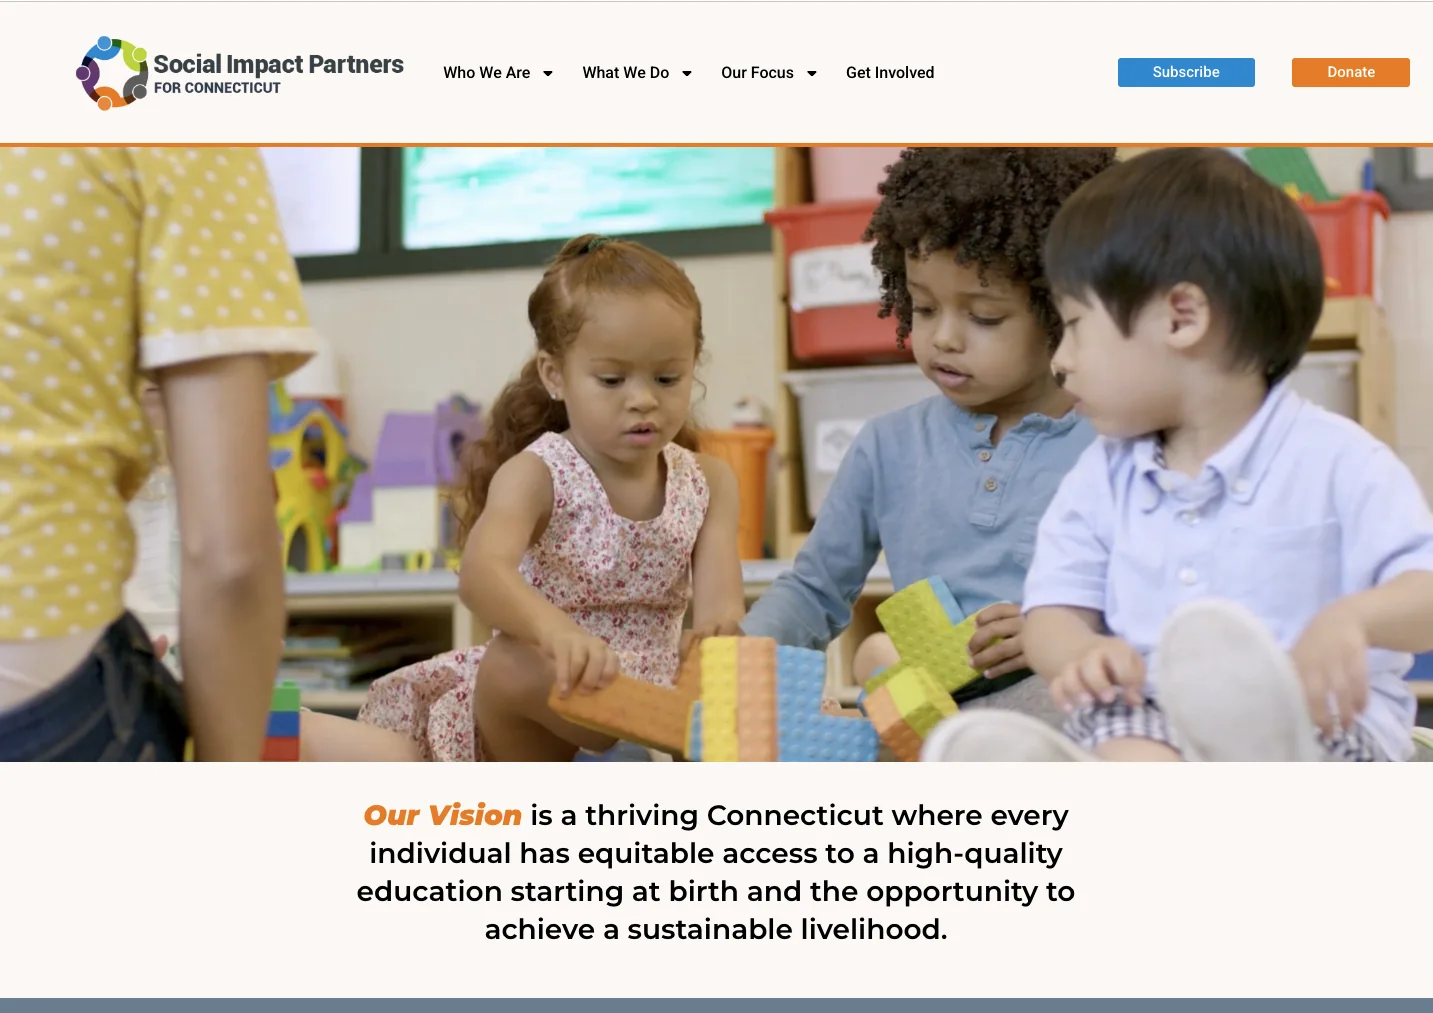 Social Impact Partners
FOR CONNECTICUT
Who We Are
What We Do
Our Focus
Get Involved
Subscribe
Donate
Our Vision is a thriving Connecticut where every
individual has equitable access to a high-quality
education starting at birth and the opportunity to
achieve a sustainable livelihood.